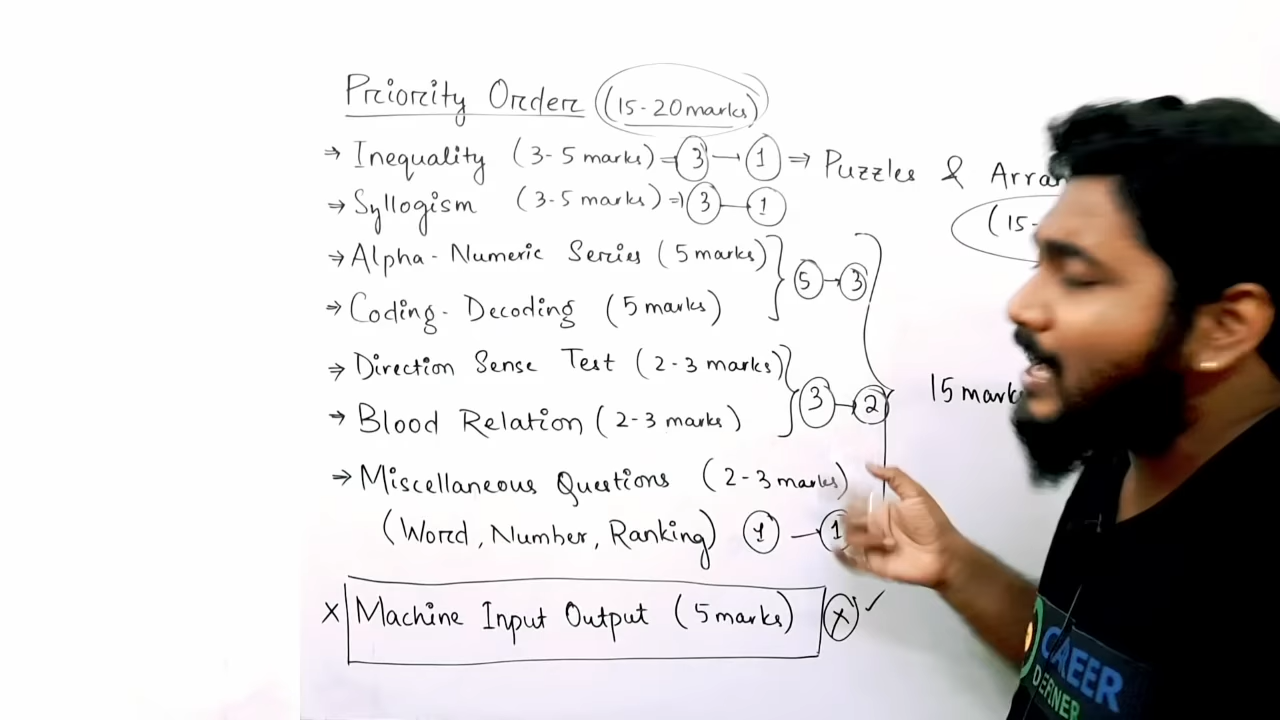 Priority Order (15-20 marks)
⇒ Inequality (3-5 marks) = 3 — 1 ⇒ Puzzles & 
⇒ Syllogism (3-5 marks) ⇒ 3 — 1
(15-
⇒ Alpha-Numeric Series (5 marks)
5 → 3
⇒ Coding-Decoding (5 marks)
⇒ Direction Sense Test (2-3 marks)
3 → 2
15
⇒ Blood Relation (2-3 marks)
⇒ Miscellaneous Questions (2-3 marks)
(Word, Number, Ranking) 1 → 1
X Machine Input Output (5 marks) X ✓
CAREER
DEFINER